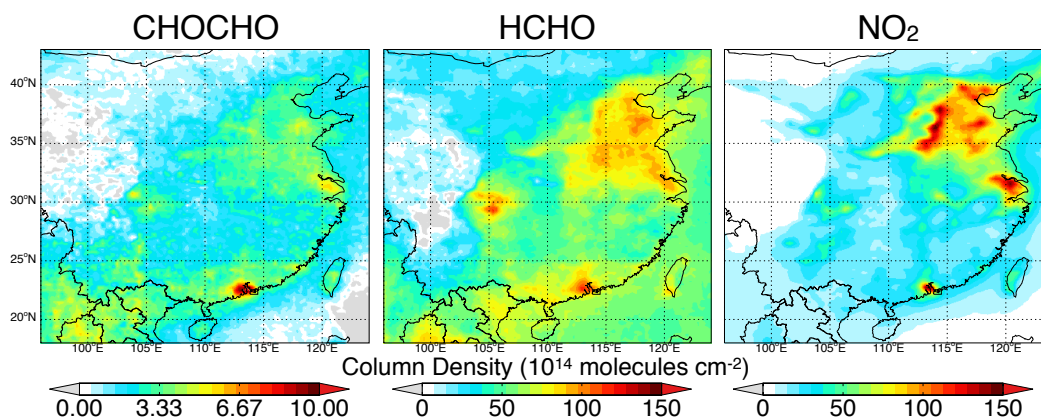 CHOCHO HCHO NO₂
40°N
35°N
30°N
25°N
20°N
100°E 105°E 110°E 115°E 120°E 100°E 105°E 110°E 115°E 120°E 100°E 105°E 110°E 115°E 120°E
Column Density (10¹⁴ molecules cm⁻²)
0.00 3.33 6.67 10.00 0 50 100 150 0 50 100 150